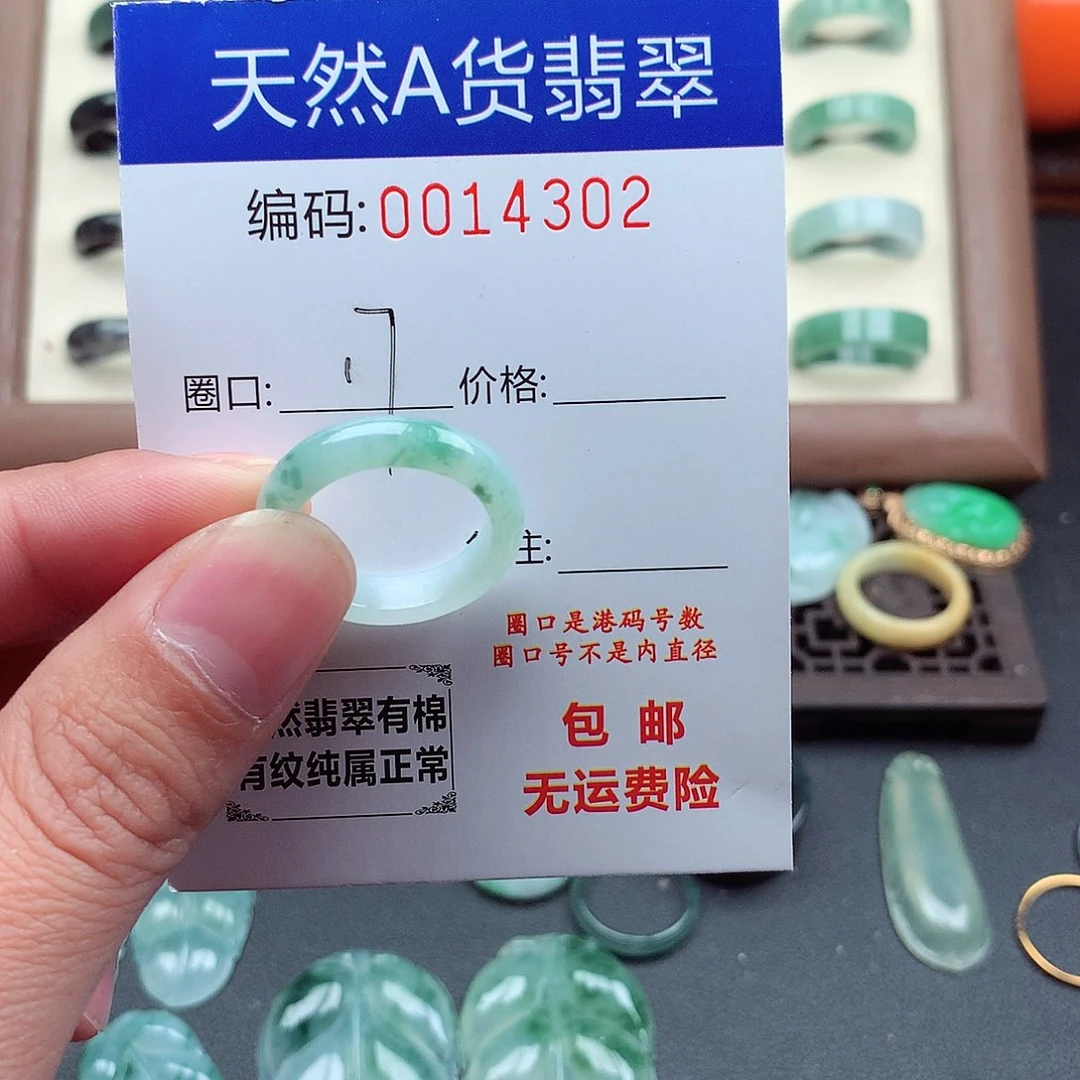 天然A货翡翠
编码:0014302
圈口: 价格:
主:
圈口是港码号数
圈口号不是内直径
然翡翠有棉
有纹纯属正常
包 邮
无运费险